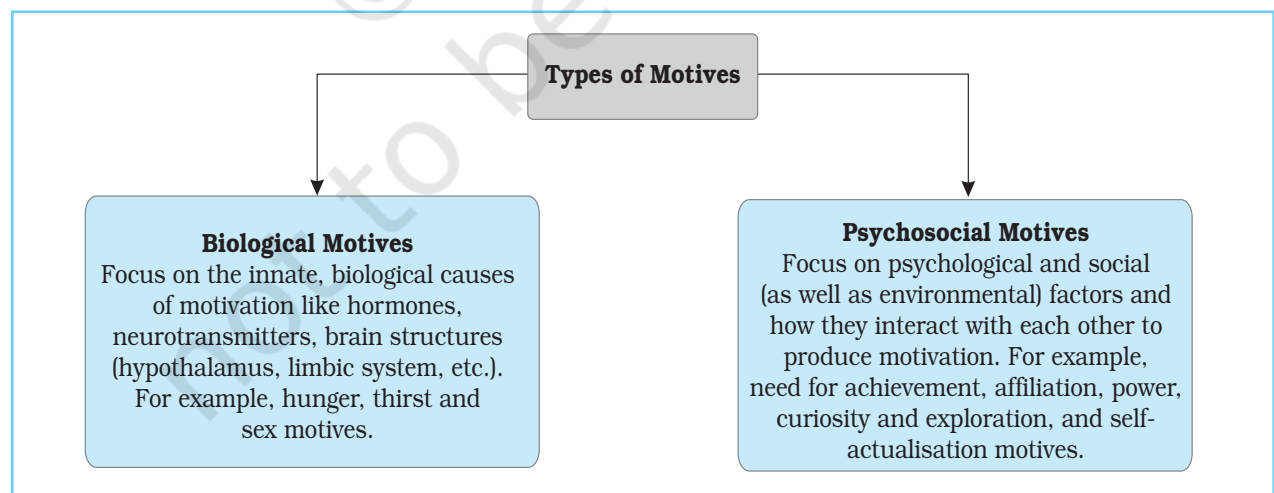 Types of Motives
Biological Motives
Focus on the innate, biological causes
of motivation like hormones,
neurotransmitters, brain structures
(hypothalamus, limbic system, etc.).
For example, hunger, thirst and
sex motives.
Psychosocial Motives
Focus on psychological and social
(as well as environmental) factors and
how they interact with each other to
produce motivation. For example,
need for achievement, affiliation, power,
curiosity and exploration, and self-
actualisation motives.
not to be